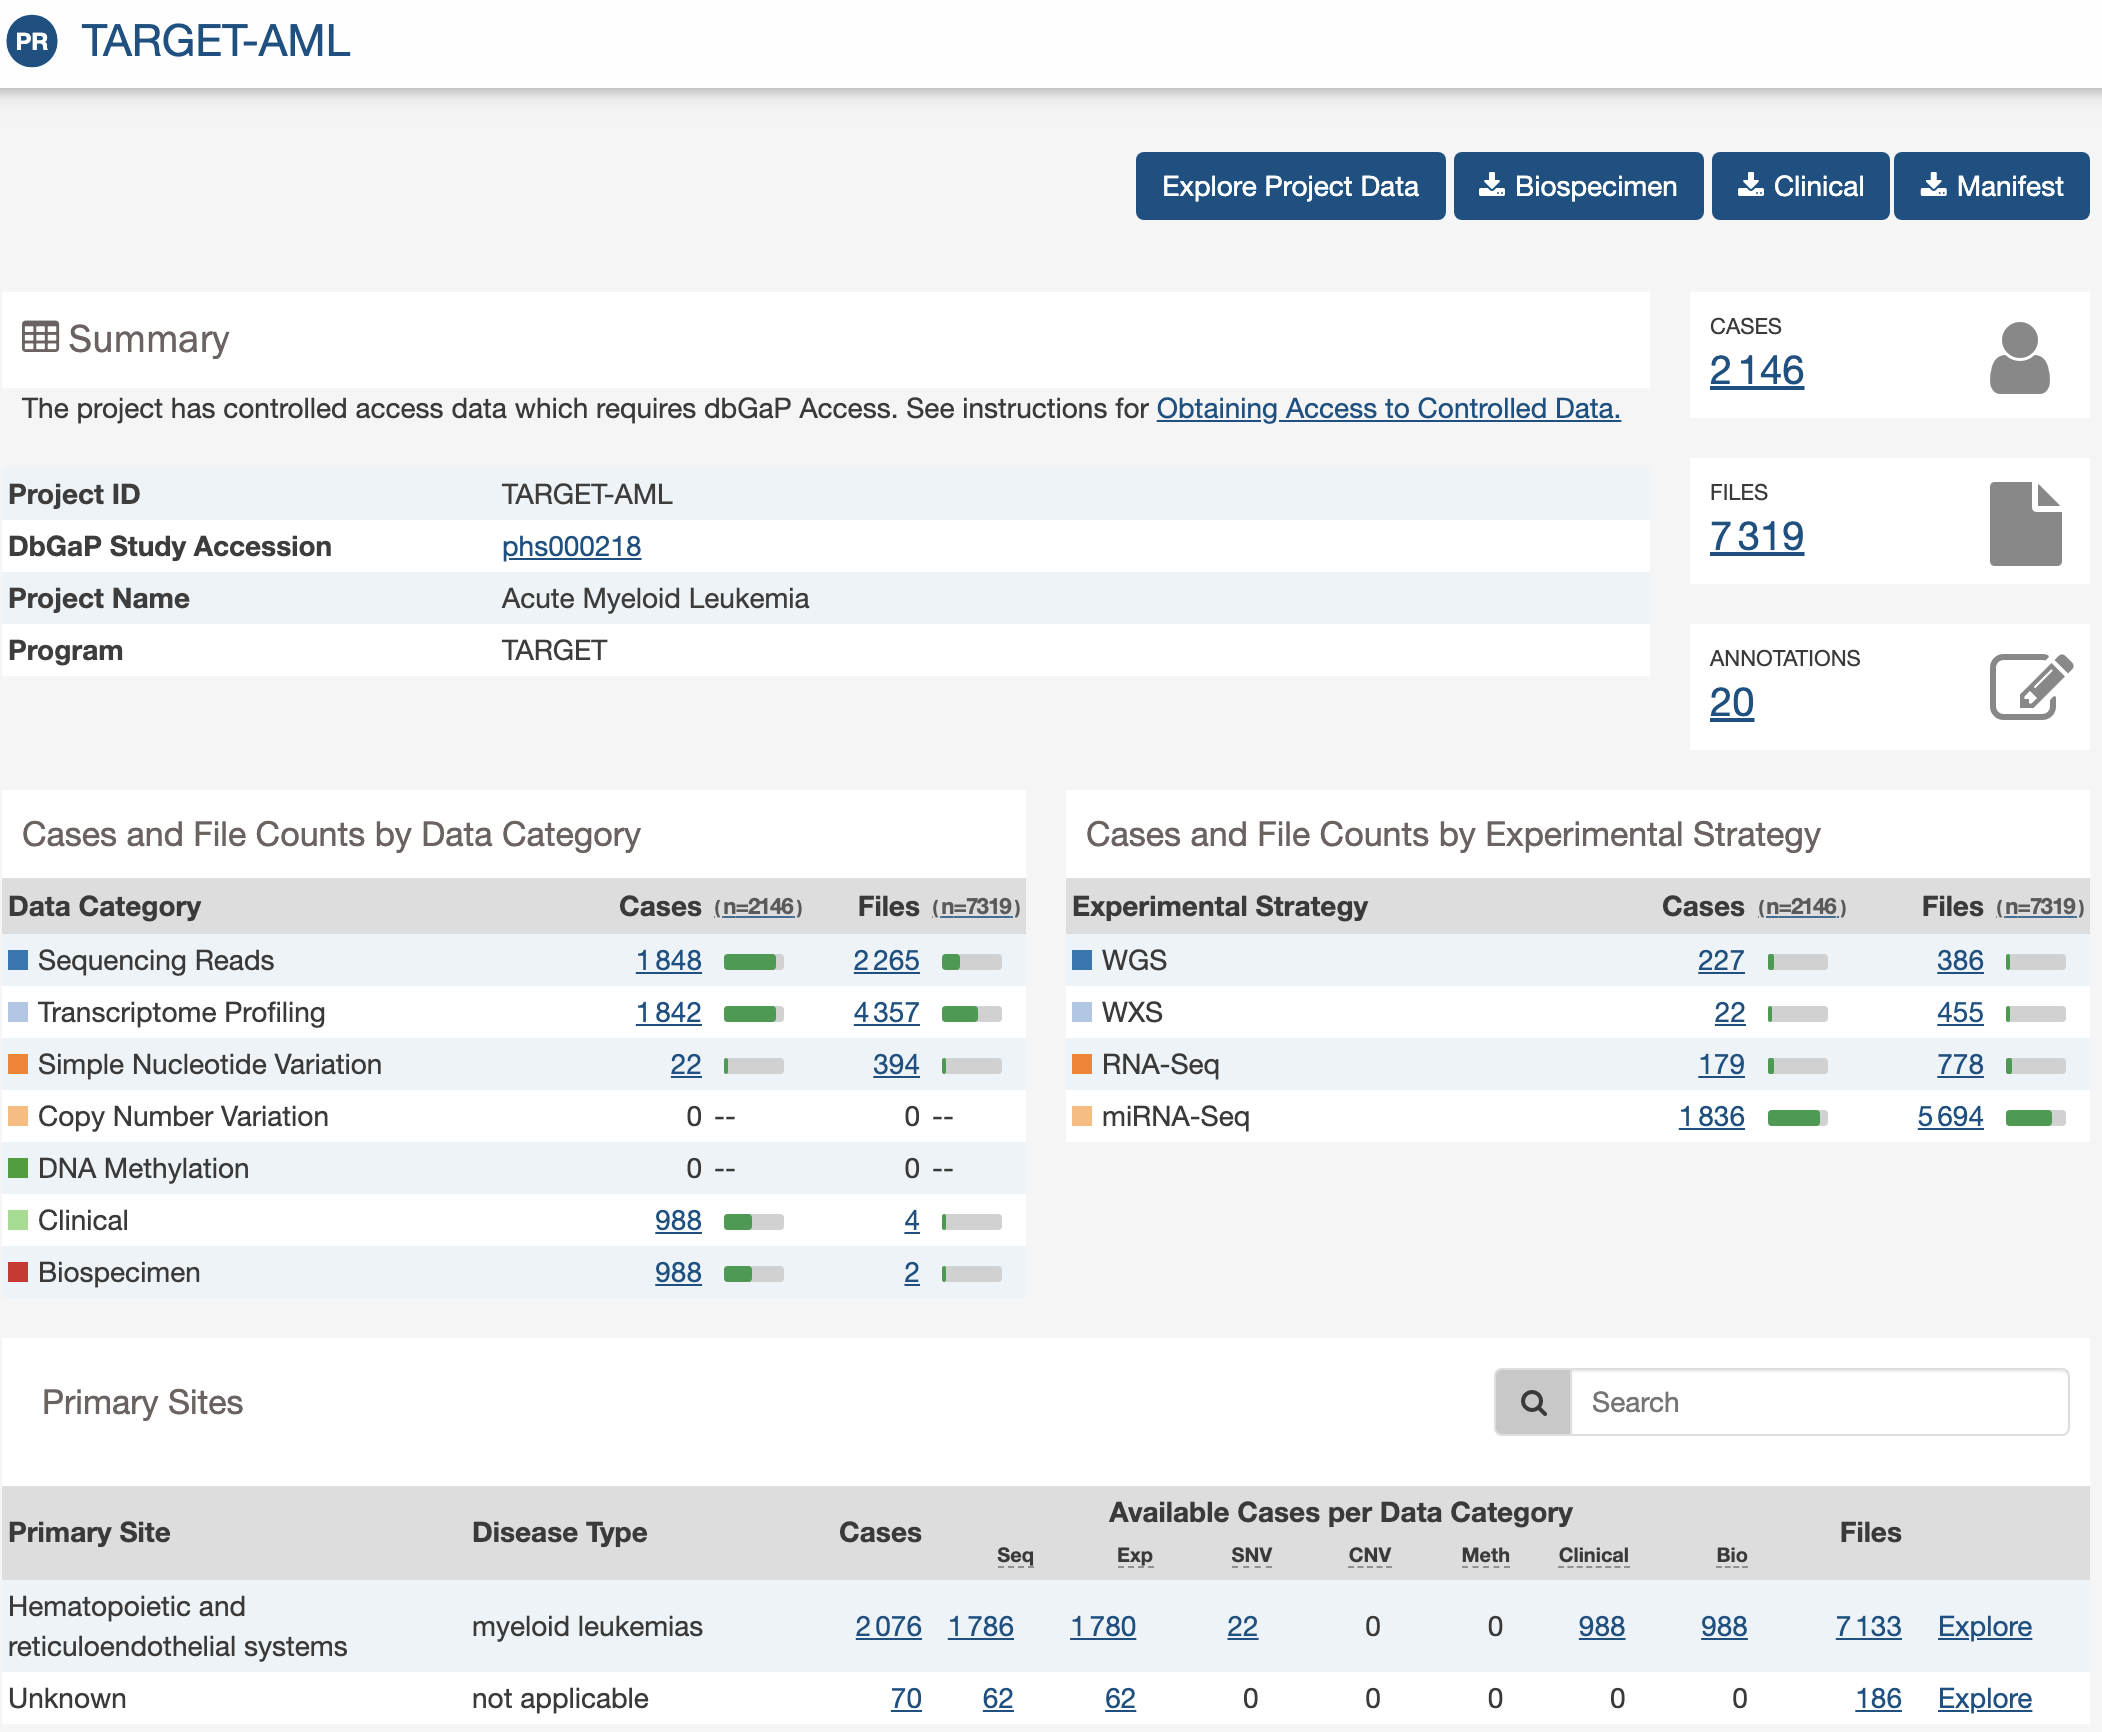 PR TARGET-AML
Explore Project Data Biospecimen Clinical Manifest
Summary
The project has controlled access data which requires dbGaP Access. See instructions for Obtaining Access to Controlled Data.
Project ID TARGET-AML
DbGaP Study Accession phs000218
Project Name Acute Myeloid Leukemia
Program TARGET
CASES
2 146
FILES
7 319
ANNOTATIONS
20
Cases and File Counts by Data Category
Data Category Cases (n=2146) Files (n=7319)
Sequencing Reads 1 848 2 265
Transcriptome Profiling 1 842 4 357
Simple Nucleotide Variation 22 394
Copy Number Variation 0 -- 0 --
DNA Methylation 0 -- 0 --
Clinical 988 4
Biospecimen 988 2
Cases and File Counts by Experimental Strategy
Experimental Strategy Cases (n=2146) Files (n=7319)
WGS 227 386
WXS 22 455
RNA-Seq 179 778
miRNA-Seq 1 836 5 694
Primary Sites
Search
Available Cases per Data Category
Primary Site Disease Type Cases Files
Seq Exp SNV CNV Meth Clinical Bio
Hematopoietic and
reticuloendothelial systems myeloid leukemias 2 076 1 786 1 780 22 0 0 988 988 7 133 Explore
Unknown not applicable 70 62 62 0 0 0 0 0 186 Explore